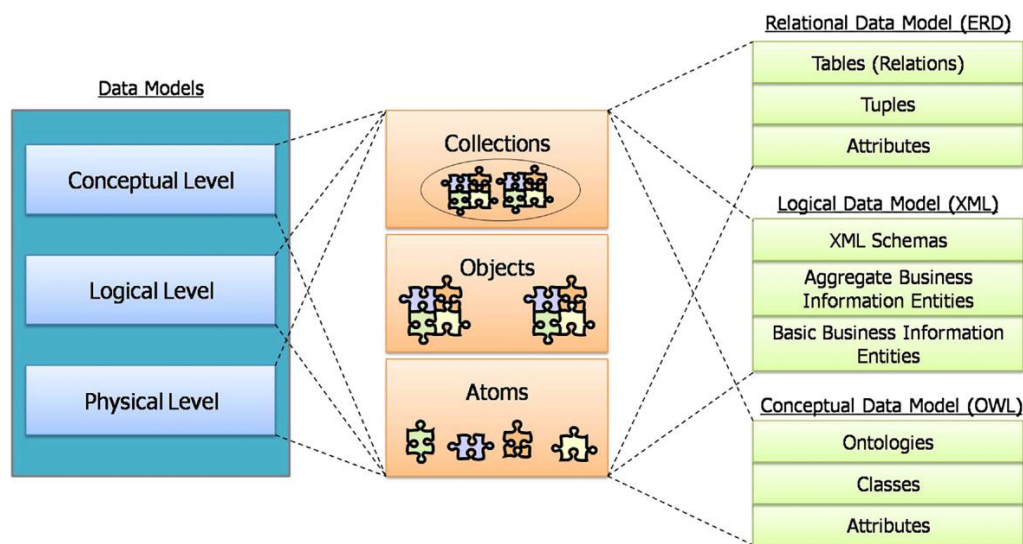 Data Models
Conceptual Level
Logical Level
Physical Level
Collections
Objects
Atoms
Relational Data Model (ERD)
Tables (Relations)
Tuples
Attributes
Logical Data Model (XML)
XML Schemas
Aggregate Business
Information Entities
Basic Business Information
Entities
Conceptual Data Model (OWL)
Ontologies
Classes
Attributes